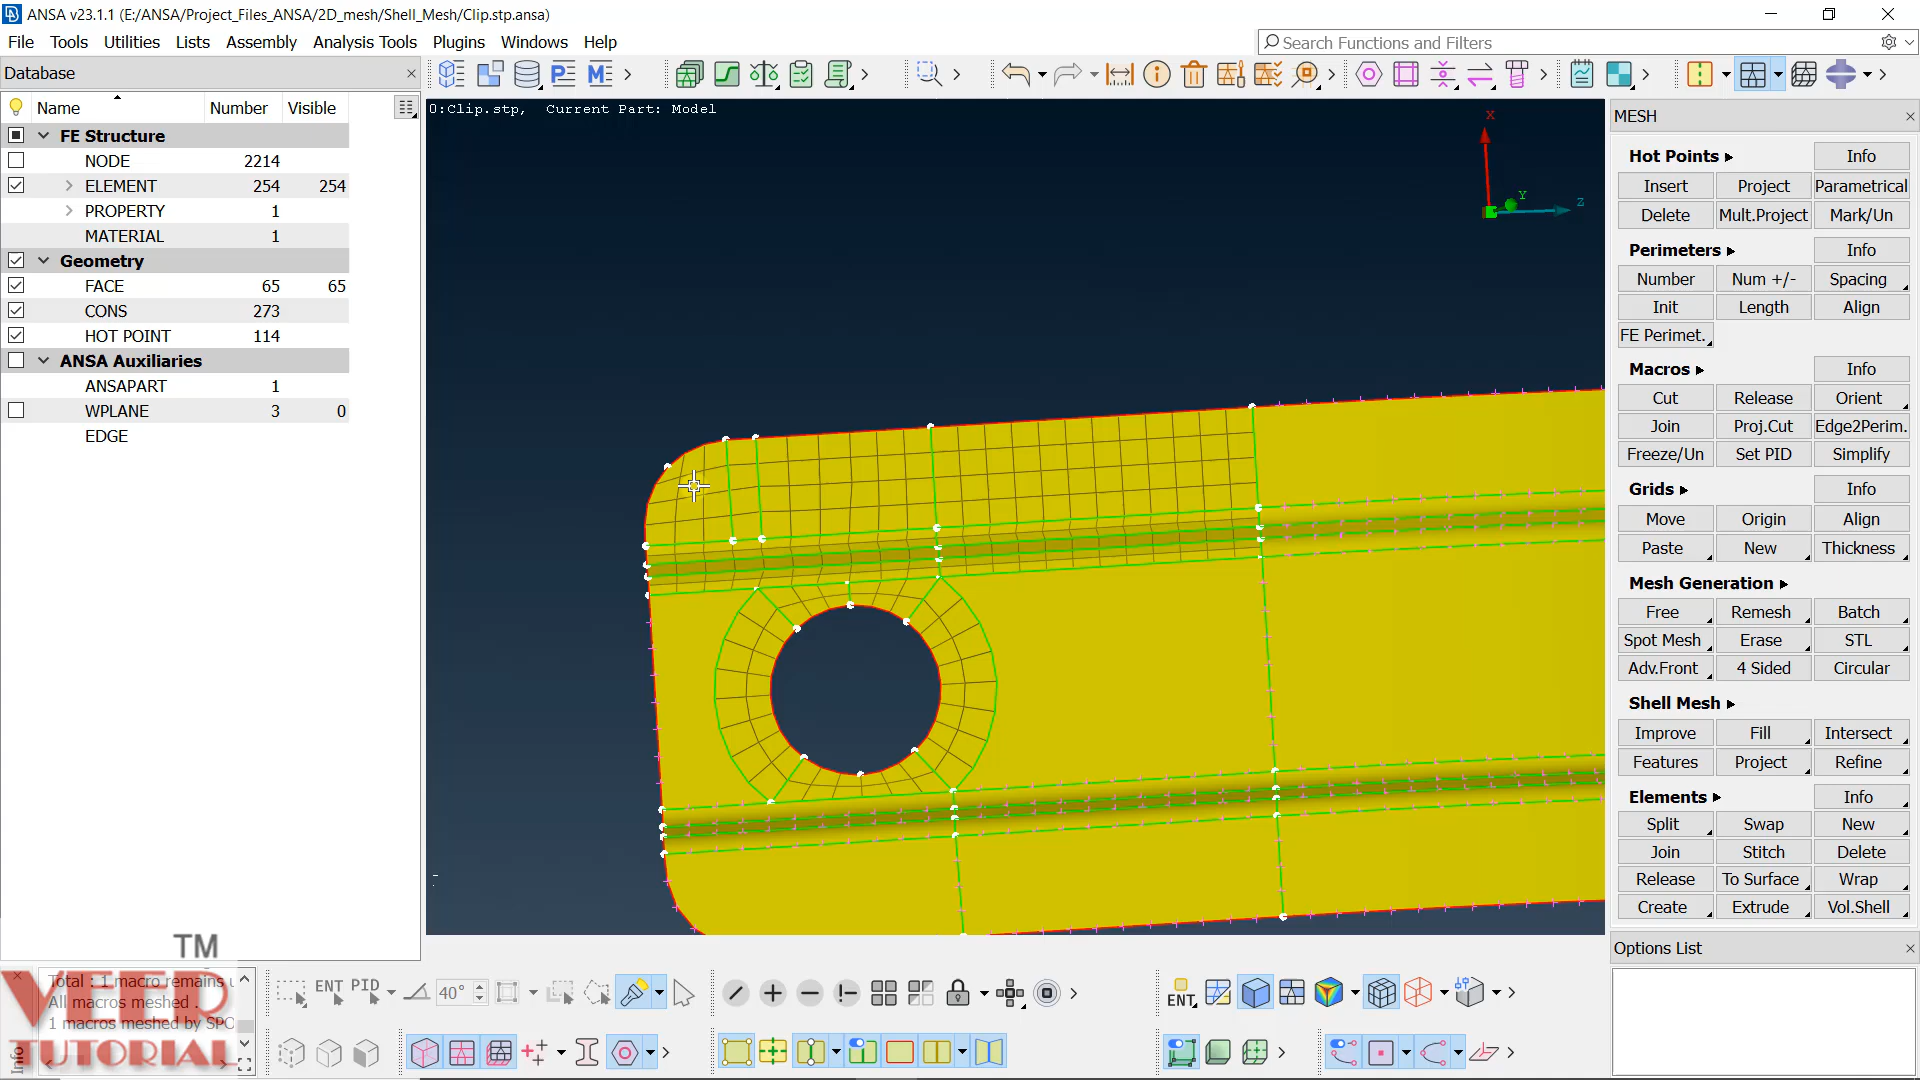 ANSA v23.1.1 (E:/ANSA/Project_Files_ANSA/2D_mesh/Shell_Mesh/Clip.stp.ansa)
File Tools Utilities Lists Assembly Analysis Tools Plugins Windows Help
Search Functions and Filters
Database
Name Number Visible
FE Structure
NODE 2214
ELEMENT 254 254
PROPERTY 1
MATERIAL 1
Geometry
FACE 65 65
CONS 273
HOT POINT 114
ANSA Auxiliaries
ANSAPART 1
WPLANE 3 0
EDGE
0:Clip.stp, Current Part: Model
X
Y
Z
MESH
Hot Points Info
Insert Project Parametrical
Delete Mult.Project Mark/Un
Perimeters Info
Number Num +/- Spacing
Init Length Align
FE Perimet.
Macros Info
Cut Release Orient
Join Proj.Cut Edge2Perim.
Freeze/Un Set PID Simplify
Grids Info
Move Origin Align
Paste New Thickness
Mesh Generation
Free Remesh Batch
Spot Mesh Erase STL
Adv.Front 4 Sided Circular
Shell Mesh
Improve Fill Intersect
Features Project Refine
Elements Info
Split Swap New
Join Stitch Delete
Release To Surface Wrap
Create Extrude Vol.Shell
Options List
TM
VEER
TUTORIAL
Total : 1 macro remains
All macros meshed .
1 macros meshed by SPO
Info
ENT PID 40°
ENT